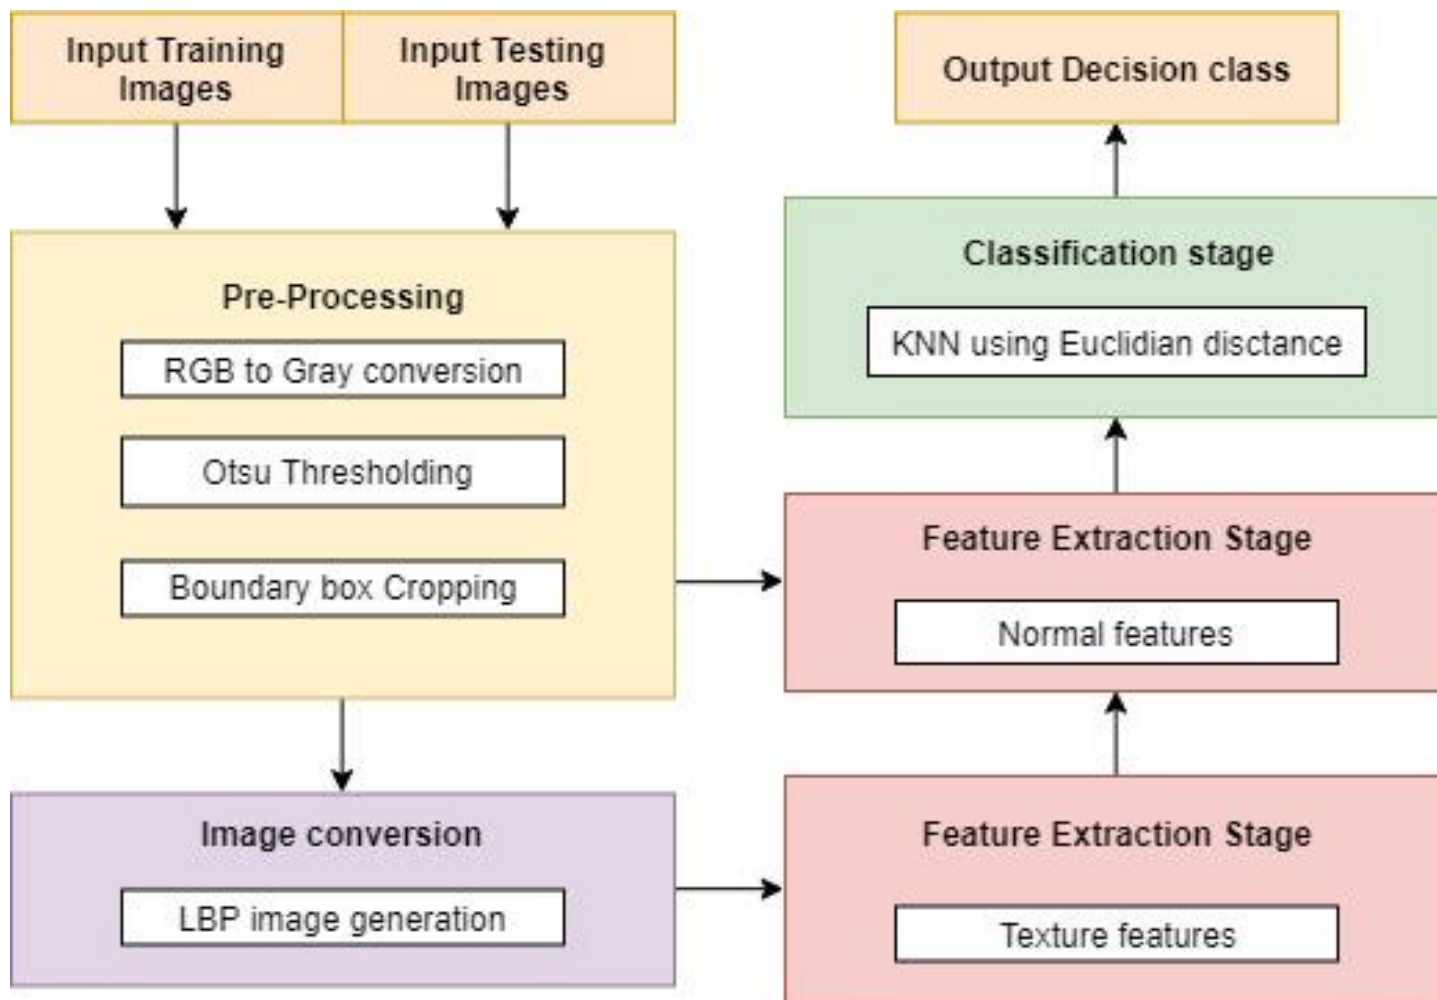 Input Training
Images
Input Testing
Images
Pre-Processing
RGB to Gray conversion
Otsu Thresholding
Boundary box Cropping
Image conversion
LBP image generation
Output Decision class
Classification stage
KNN using Euclidian disctance
Feature Extraction Stage
Normal features
Feature Extraction Stage
Texture features